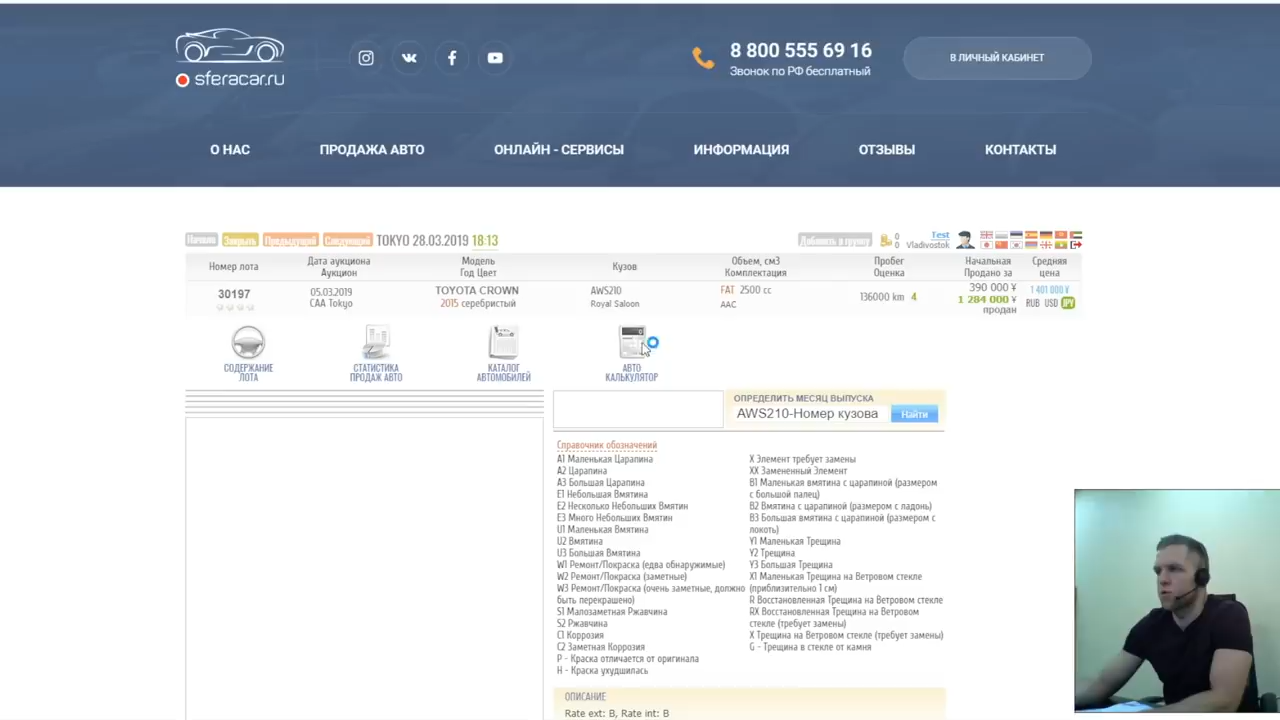 sferacar.ru
8 800 555 69 16
Звонок по РФ бесплатный
В ЛИЧНЫЙ КАБИНЕТ
О НАС
ПРОДАЖА АВТО
ОНЛАЙН - СЕРВИСЫ
ИНФОРМАЦИЯ
ОТЗЫВЫ
КОНТАКТЫ
Начало Закрыть Предыдущий Следующий TOKYO 28.03.2019 18:13
Добавить в группу
0
0
Test
Vladivostok
Номер лота
Дата аукциона
Аукцион
Модель
Год Цвет
Кузов
Объем, см3
Комплектация
Пробег
Оценка
Начальная
Продано за
Средняя
цена
30197
05.03.2019
CAA Tokyo
TOYOTA CROWN
2015 серебристый
AWS210
Royal Saloon
FAT 2500 cc
AAC
136000 km 4
390 000 ¥
1 284 000 ¥
продан
1 401 000 ¥
RUB USD JPY
СОДЕРЖАНИЕ
ЛОТА
СТАТИСТИКА
ПРОДАЖ АВТО
КАТАЛОГ
АВТОМОБИЛЕЙ
АВТО
КАЛЬКУЛЯТОР
ОПРЕДЕЛИТЬ МЕСЯЦ ВЫПУСКА
AWS210-Номер кузова
Найти
Справочник обозначений
A1 Маленькая Царапина
A2 Царапина
A3 Большая Царапина
E1 Небольшая Вмятина
E2 Несколько Небольших Вмятин
E3 Много Небольших Вмятин
U1 Маленькая Вмятина
U2 Вмятина
U3 Большая Вмятина
W1 Ремонт/Покраска (едва обнаружимые)
W2 Ремонт/Покраска (заметные)
W3 Ремонт/Покраска (очень заметные, должно
быть перекрашено)
S1 Малозаметная Ржавчина
S2 Ржавчина
C1 Коррозия
C2 Заметная Коррозия
P - Краска отличается от оригинала
H - Краска ухудшилась
X Элемент требует замены
XX Замененный Элемент
B1 Маленькая вмятина с царапиной (размером
с большой палец)
B2 Вмятина с царапиной (размером с ладонь)
B3 Большая вмятина с царапиной (размером с
локоть)
Y1 Маленькая Трещина
Y2 Трещина
Y3 Большая Трещина
X1 Маленькая Трещина на Ветровом стекле
(приблизительно 1 см)
R Восстановленная Трещина на Ветровом стекле
RX Восстановленная Трещина на Ветровом
стекле (требует замены)
X Трещина на Ветровом стекле (требует замены)
G - Трещина в стекле от камня
ОПИСАНИЕ
Rate ext: B, Rate int: B